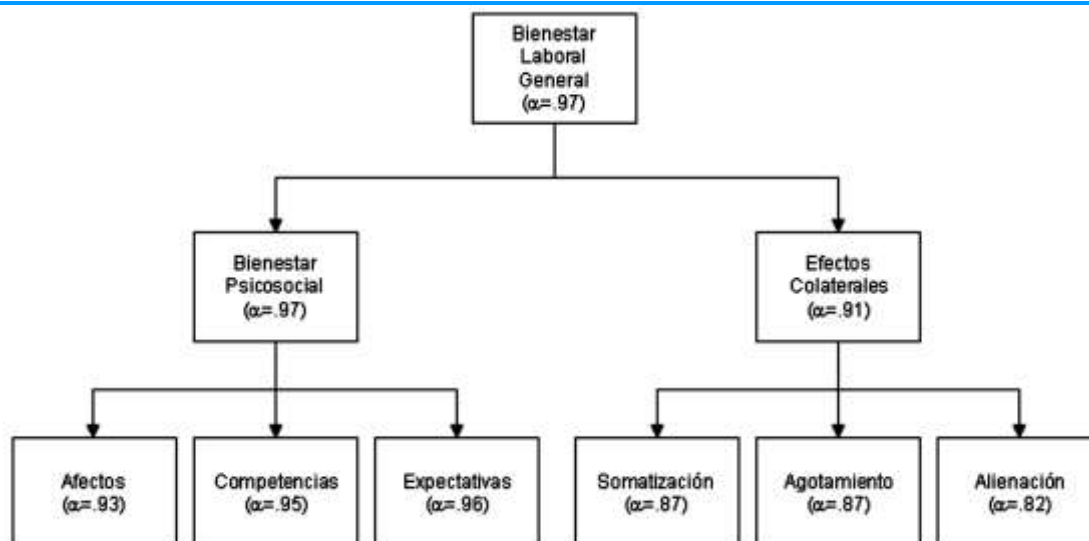 Bienestar
Laboral
General
(α=.97)
Bienestar
Psicosocial
(α=.97)
Efectos
Colaterales
(α=.91)
Afectos
(α=.93)
Competencias
(α=.95)
Expectativas
(α=.96)
Somatización
(α=.87)
Agotamiento
(α=.87)
Alienación
(α=.82)